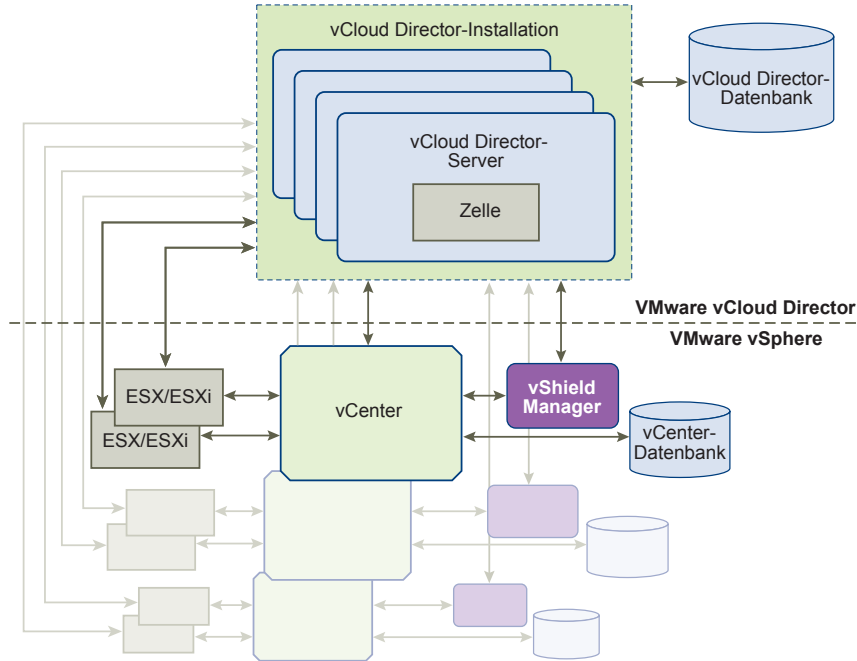 vCloud Director-Installation
vCloud Director-
Datenbank
vCloud Director-
Server
Zelle
VMware vCloud Director
VMware vSphere
ESX/ESXi
ESX/ESXi
vCenter
vShield
Manager
vCenter-
Datenbank